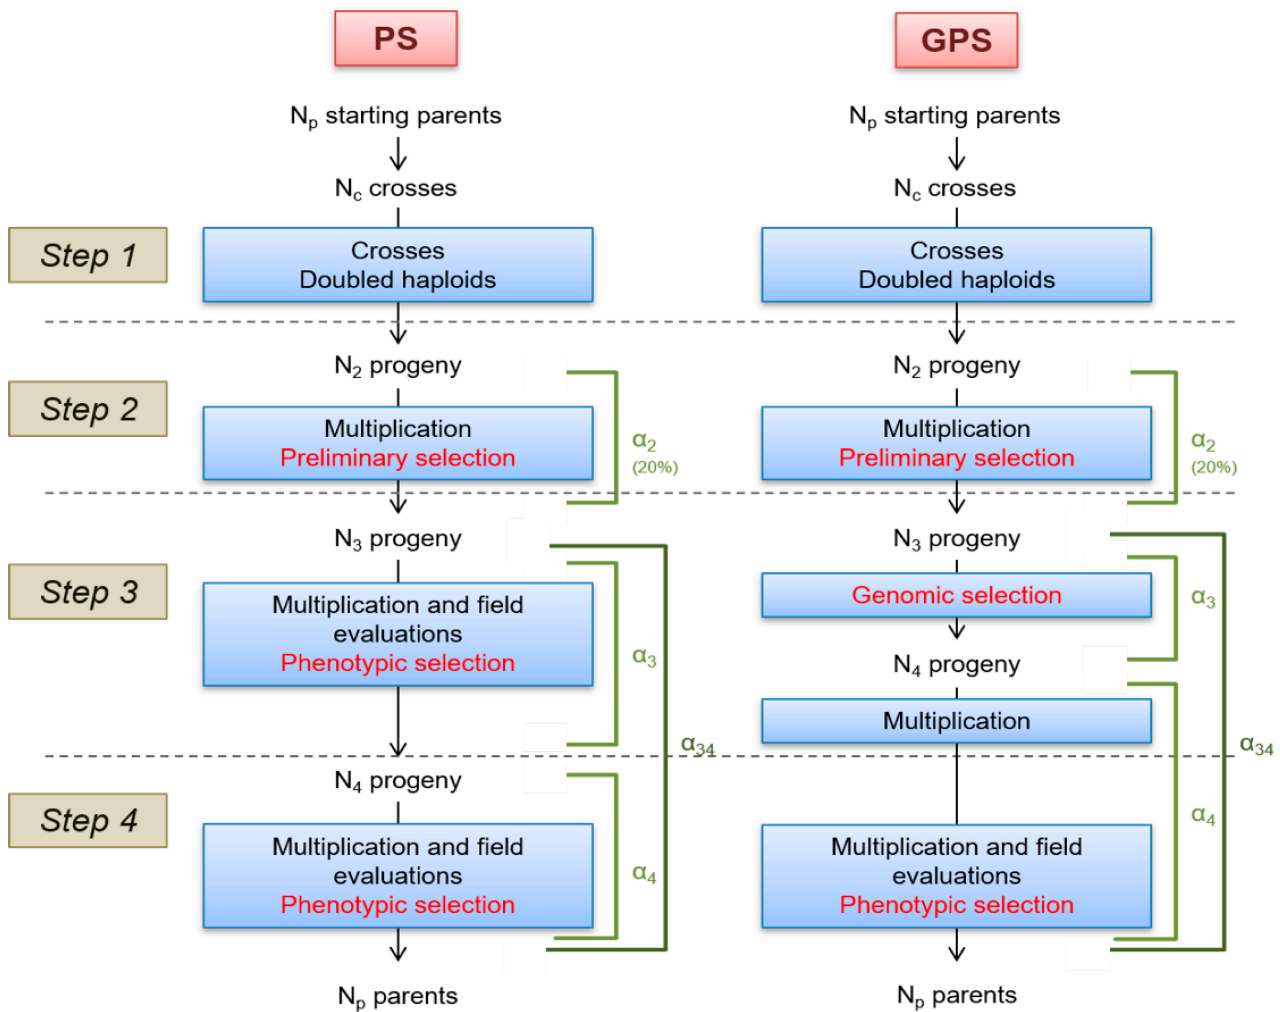 PS
GPS
Np starting parents
Np starting parents
Nc crosses
Nc crosses
Step 1
Crosses
Doubled haploids
Crosses
Doubled haploids
N2 progeny
N2 progeny
Step 2
Multiplication
Preliminary selection
α2
(20%)
Multiplication
Preliminary selection
α2
(20%)
N3 progeny
N3 progeny
Step 3
Multiplication and field
evaluations
Phenotypic selection
α3
Genomic selection
α3
N4 progeny
Multiplication
α34
α34
N4 progeny
Step 4
Multiplication and field
evaluations
Phenotypic selection
α4
Multiplication and field
evaluations
Phenotypic selection
α4
Np parents
Np parents